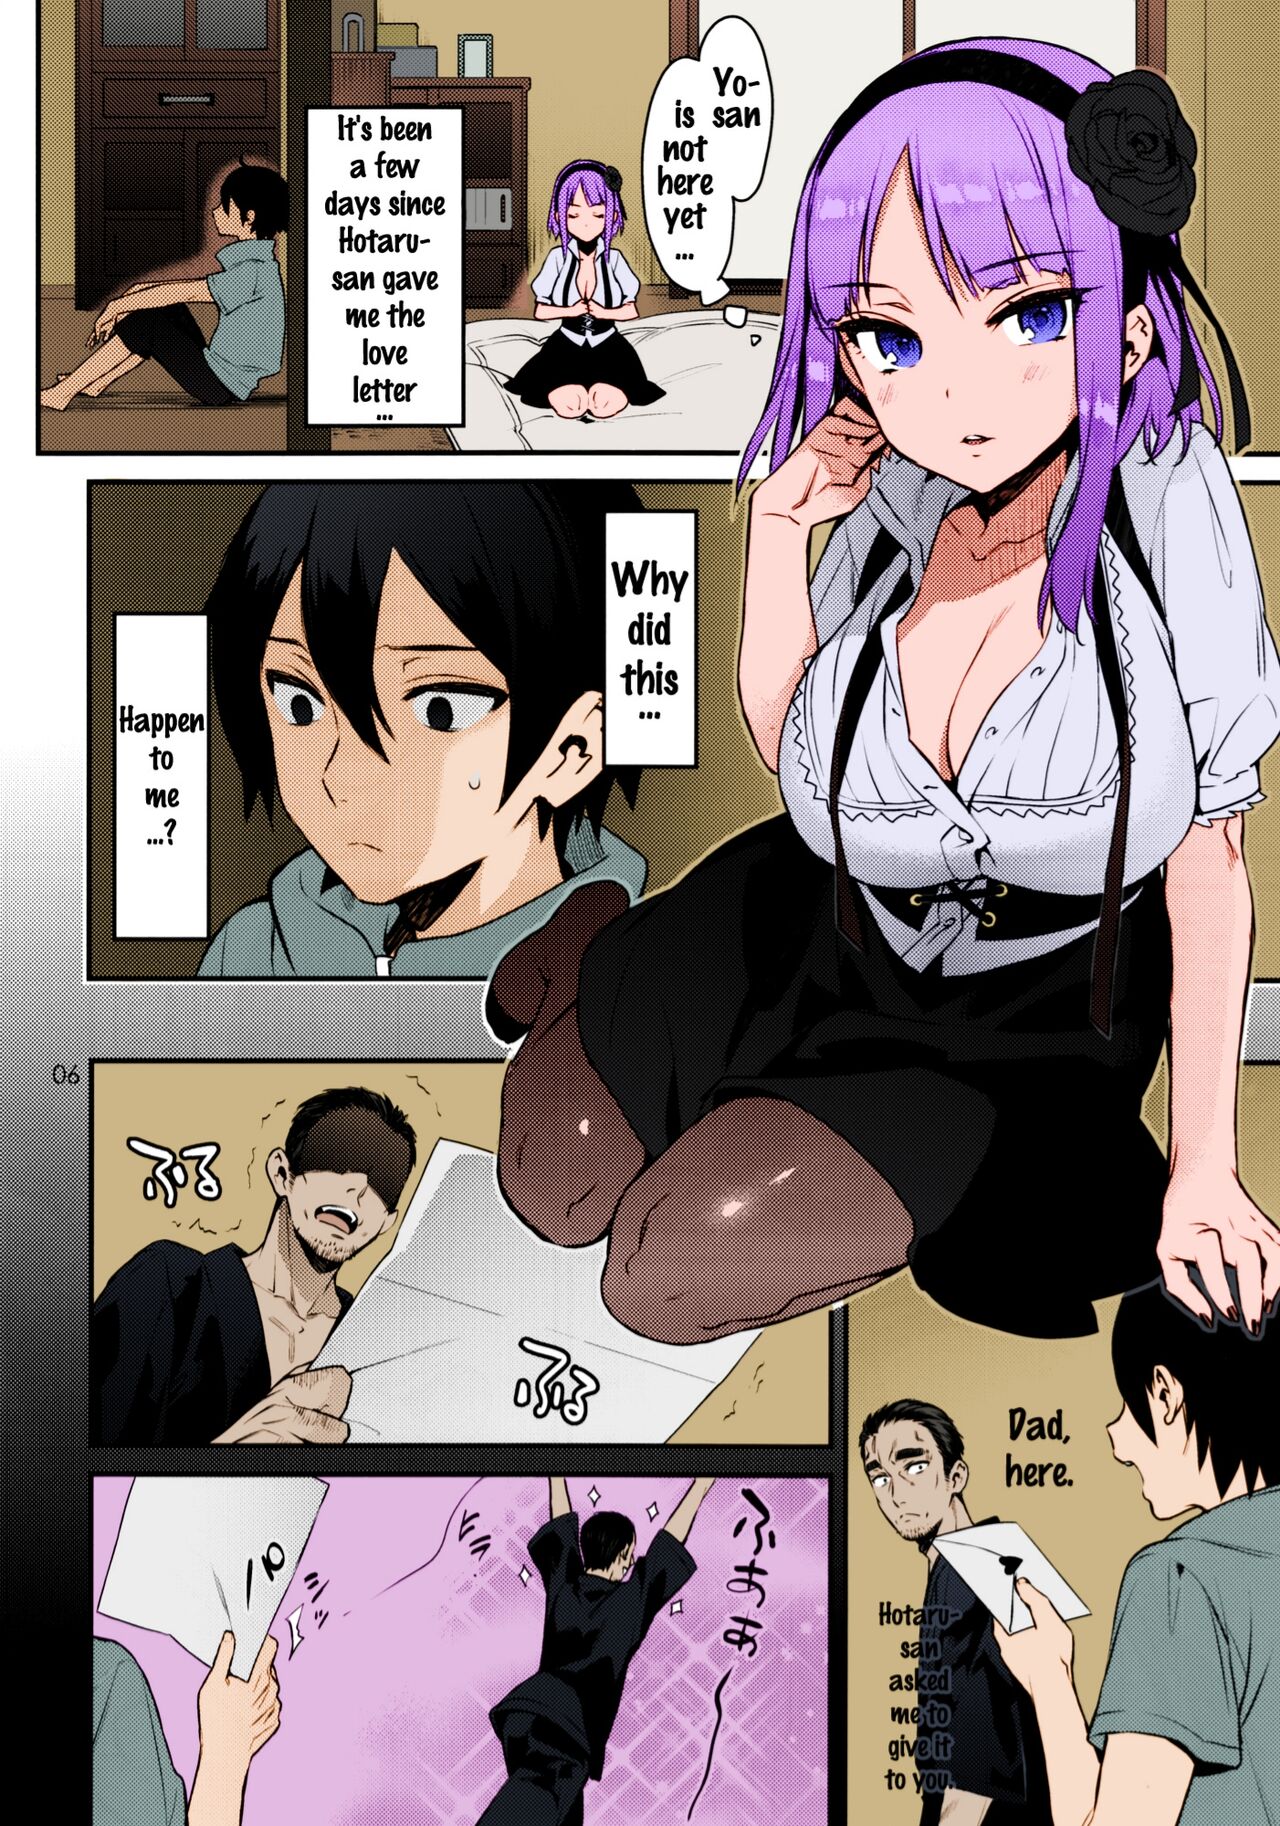 Yo-
san
is
not
here
yet
...
It's been
a few
days since
Hotaru-
san gave
me the
love
letter
...
Why
did
this
...
Happen
to
me
...?
06
ふる
ふる
Dad,
here.
Hotaru-
san
asked
me to
give it
to you.
ふぁあぁ〜